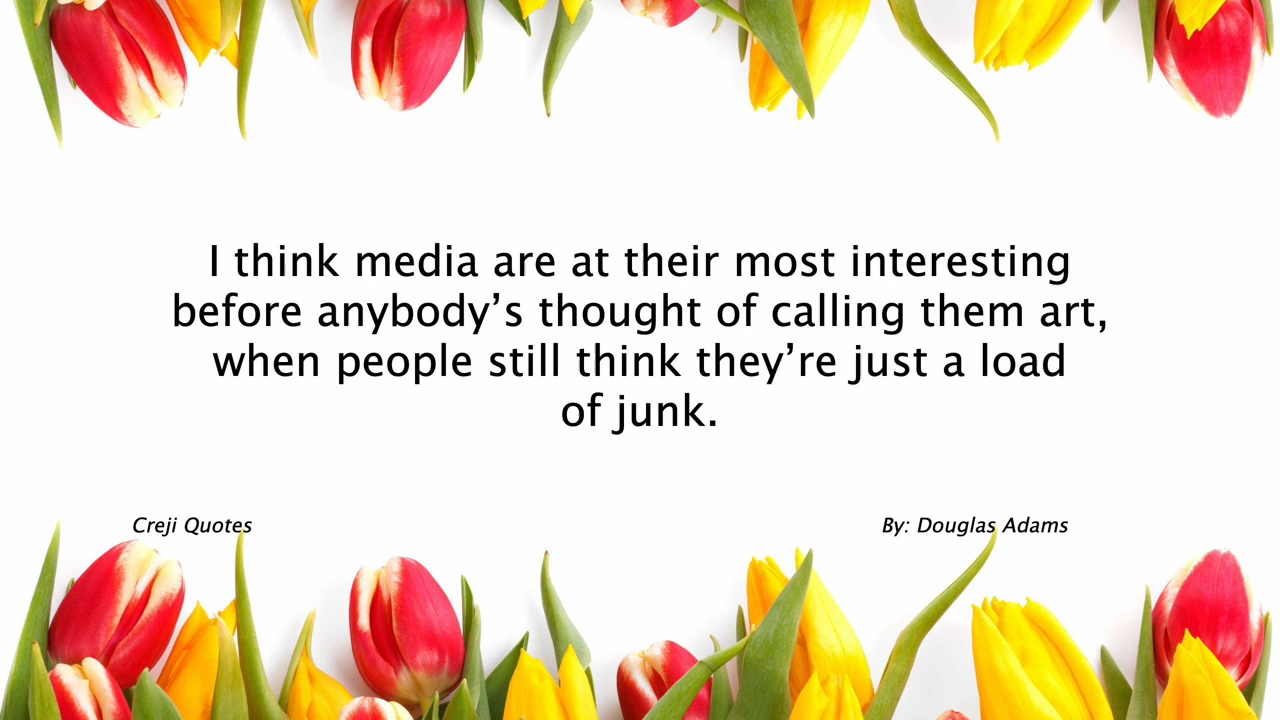 I think media are at their most interesting
before anybody’s thought of calling them art,
when people still think they’re just a load
of junk.
Creji Quotes
By: Douglas Adams